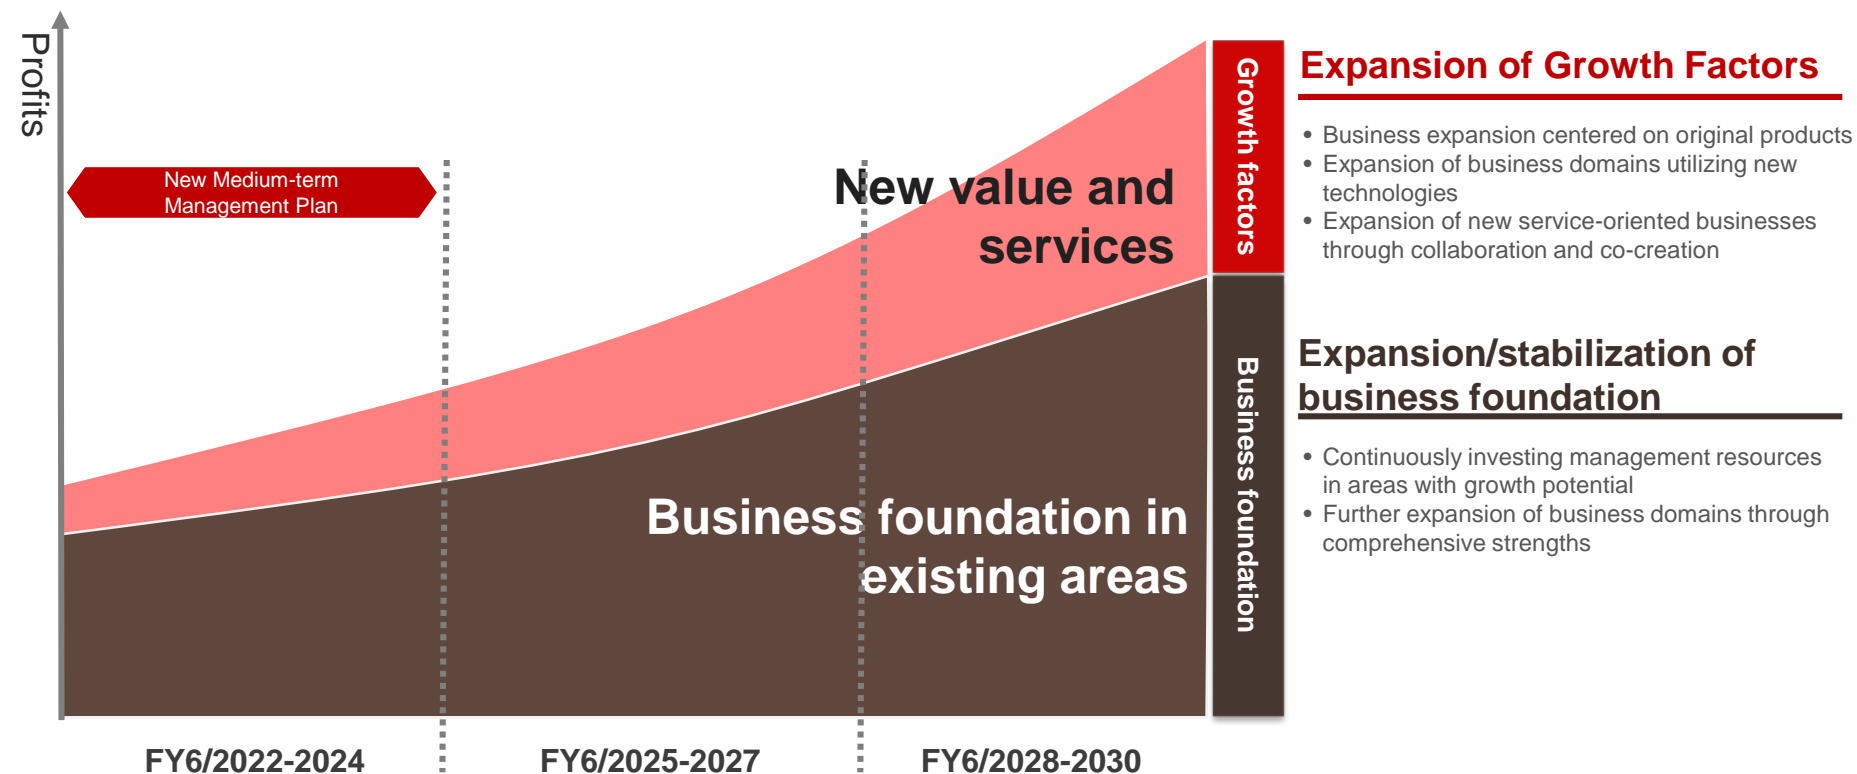 Profits
New Medium-term
Management Plan
New value and
services
Business foundation in
existing areas
Growth factors
Business foundation
Expansion of Growth Factors
• Business expansion centered on original products
• Expansion of business domains utilizing new
technologies
• Expansion of new service-oriented businesses
through collaboration and co-creation
Expansion/stabilization of
business foundation
• Continuously investing management resources
in areas with growth potential
• Further expansion of business domains through
comprehensive strengths
FY6/2022-2024
FY6/2025-2027
FY6/2028-2030